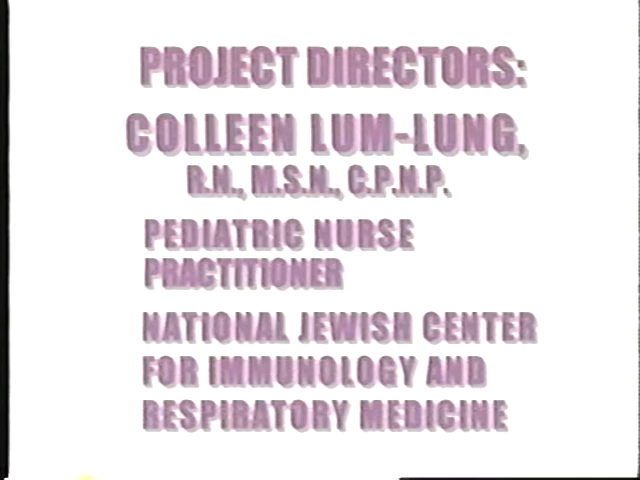 PROJECT DIRECTORS:
COLLEEN LUM-LUNG,
R.N., M.S.N., C.P.N.P.
PEDIATRIC NURSE
PRACTITIONER
NATIONAL JEWISH CENTER
FOR IMMUNOLOGY AND
RESPIRATORY MEDICINE